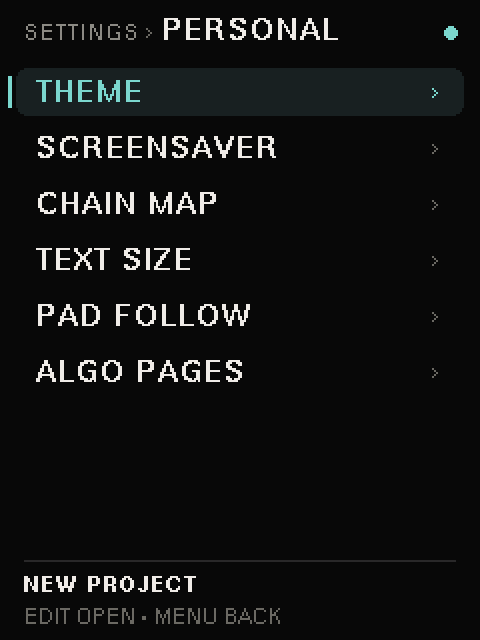 SETTINGS › PERSONAL
THEME ›
SCREENSAVER ›
CHAIN MAP ›
TEXT SIZE ›
PAD FOLLOW ›
ALGO PAGES ›
NEW PROJECT
EDIT OPEN · MENU BACK